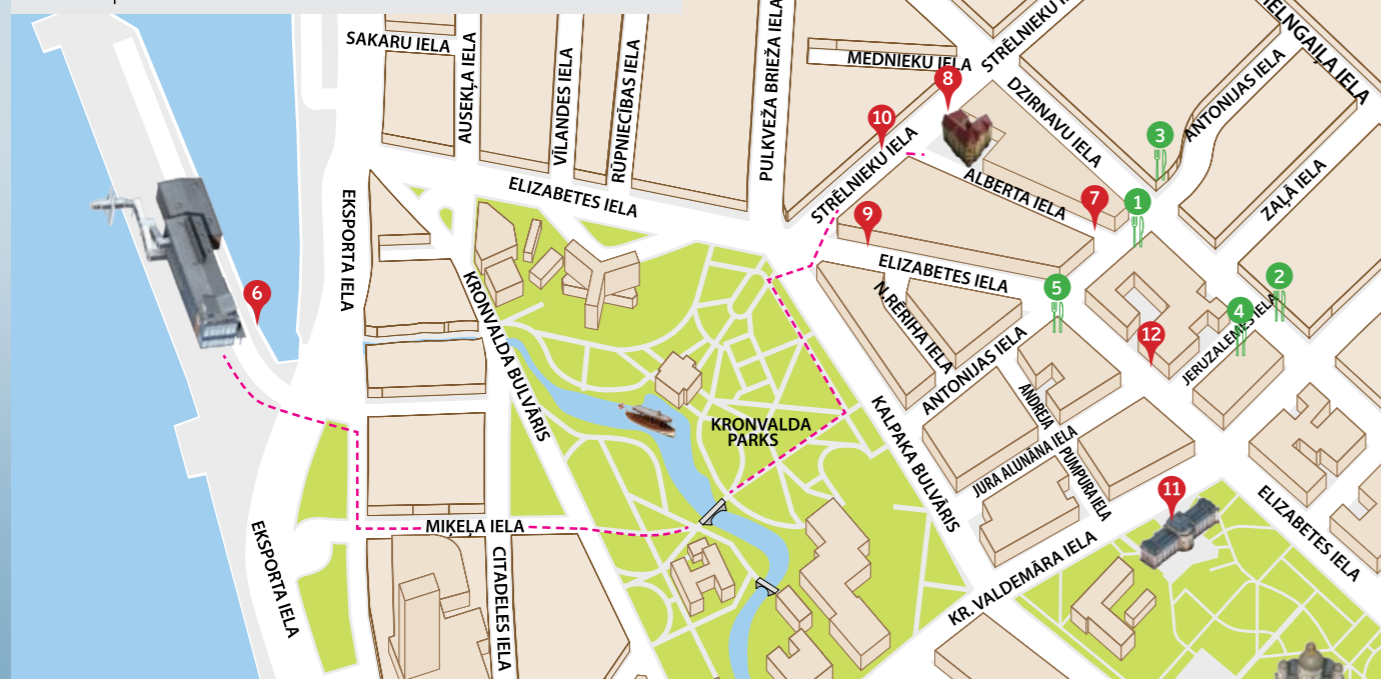 SAKARU IELA
AUSEKĻA IELA
VĪLANDES IELA
RŪPNIECĪBAS IELA
PULKVEŽA BRIEŽA IELA
MEDNIEKU IELA
STRĒLNIEKU
DZIRNAVU IELA
ANTONIJAS IELA
ZAĻĀ IELA
8
10
3
STRĒLNIEKU IELA
ALBERTA IELA
7
1
9
ELIZABETES IELA
EKSPORTA IELA
ELIZABETES IELA
6
KRONVALDA BULVĀRIS
N.RĒRIHA IELA
ANTONIJAS IELA
5
2
4
12
JERUZALEMES IELA
KRONVALDA
PARKS
KALPAKA BULVĀRIS
ANDREJA
PUMPURA IELA
JURA ALUNĀNA IELA
11
MIĶEĻA IELA
EKSPORTA IELA
CITADELES IELA
KR. VALDEMĀRA IELA
ELIZABETES IELA